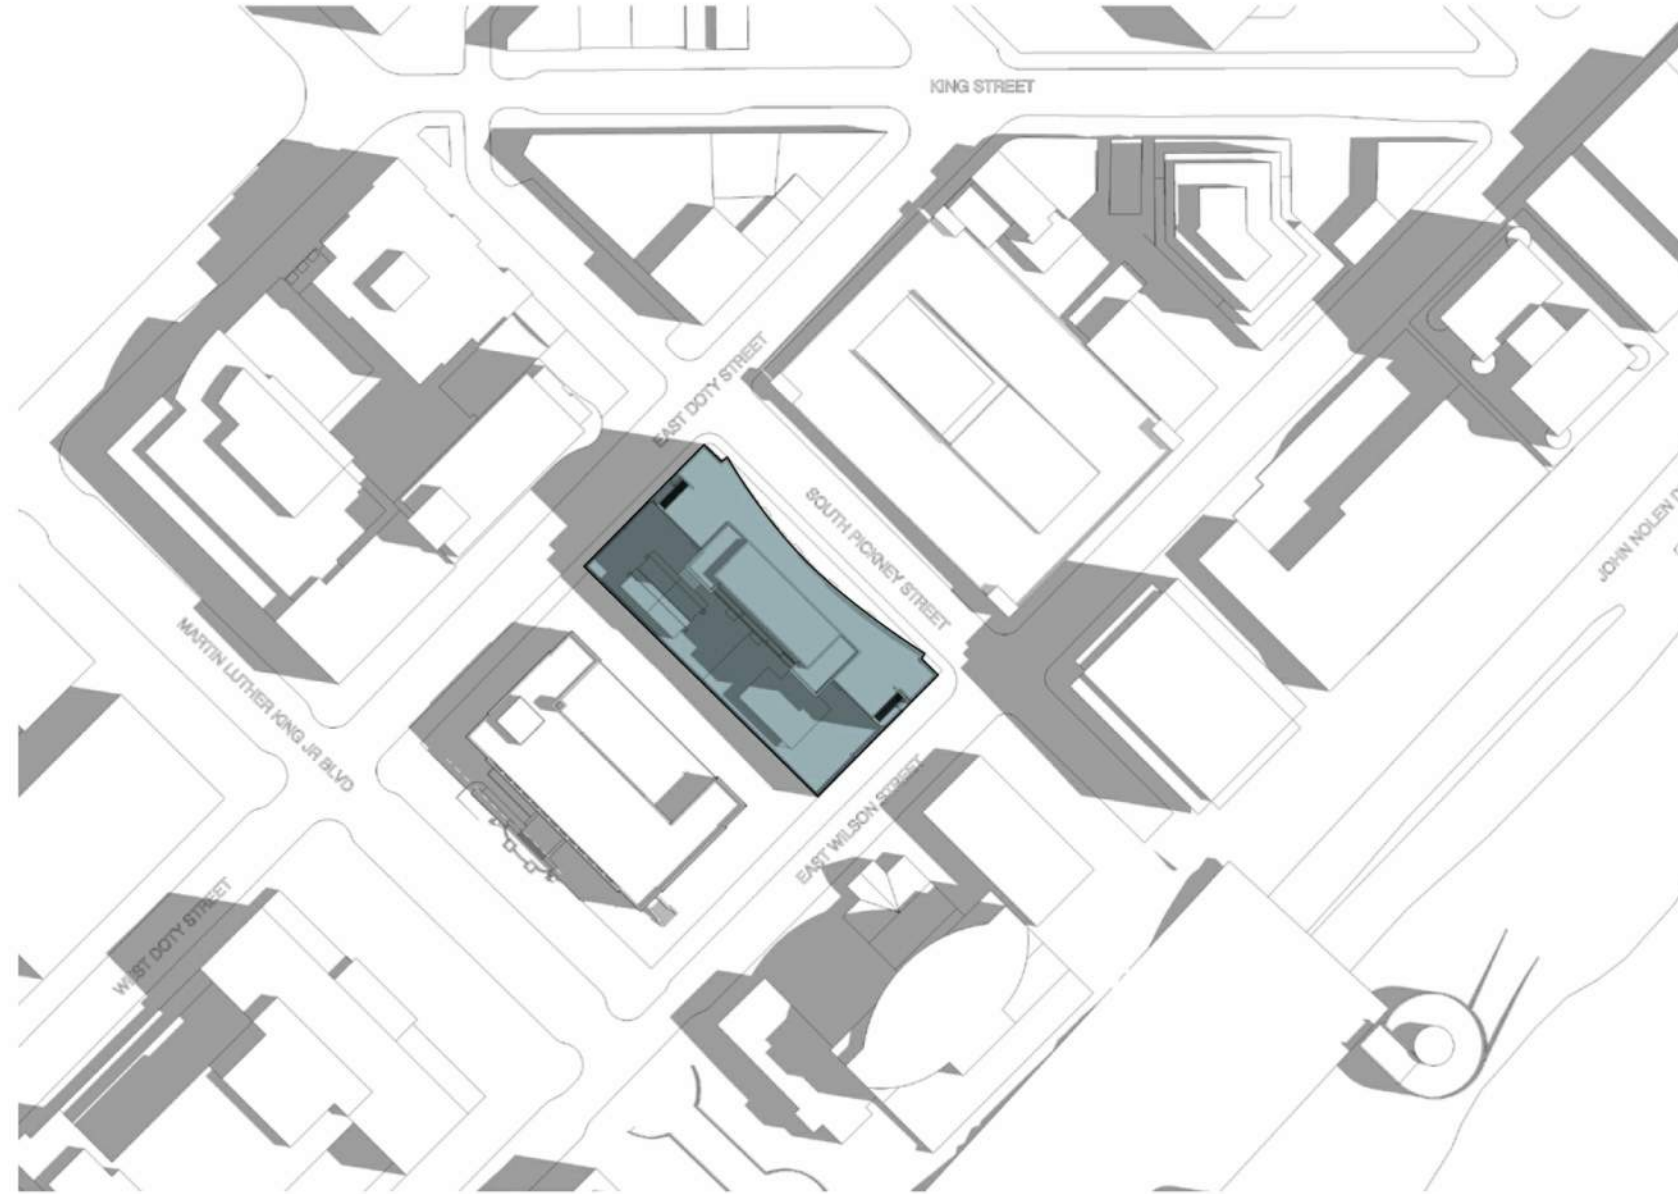 KING STREET
EAST DOTY STREET
SOUTH PICKNEY STREET
JOHN NOLEN
MARTIN LUTHER KING JR BLVD
EAST WILSON STREET
WEST DOTY STREET